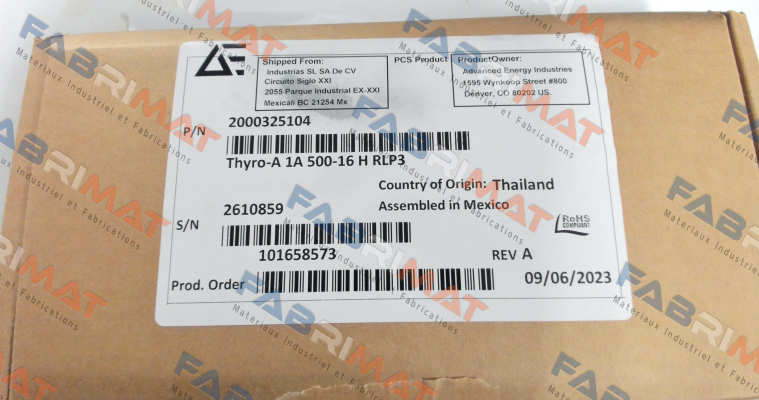 AE
Shipped From:
Industrias SL SA De CV
Circuito Siglo XXI
2055 Parque Industrial EX-XXI
Mexicali BC 21254 Mx
PCS Product
ProductOwner:
Advanced Energy Industries
1595 Wynkoop Street #800
Denver, CO 80202 US.
P/N
2000325104
Thyro-A 1A 500-16 H RLP3
Country of Origin: Thailand
Assembled in Mexico
S/N
2610859
RoHS
COMPLIANT
101658573
REV A
Prod. Order
09/06/2023
FABRIMAT
Matériaux Industriel et Fabrications